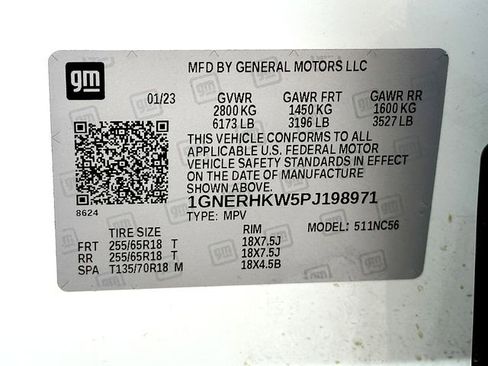 gm
MFD BY GENERAL MOTORS LLC
01/23 GVWR GAWR FRT GAWR RR
2800 KG 1450 KG 1600 KG
6173 LB 3196 LB 3527 LB
THIS VEHICLE CONFORMS TO ALL
APPLICABLE U.S. FEDERAL MOTOR
VEHICLE SAFETY STANDARDS IN EFFECT
ON THE DATE OF MANUFACTURE
SHOWN ABOVE.
8624
1GNERHKW5PJ198971
TYPE: MPV MODEL: 511NC56
TIRE SIZE RIM
FRT 255/65R18 T 18X7.5J
RR 255/65R18 T 18X7.5J
SPA T135/70R18 M 18X4.5B